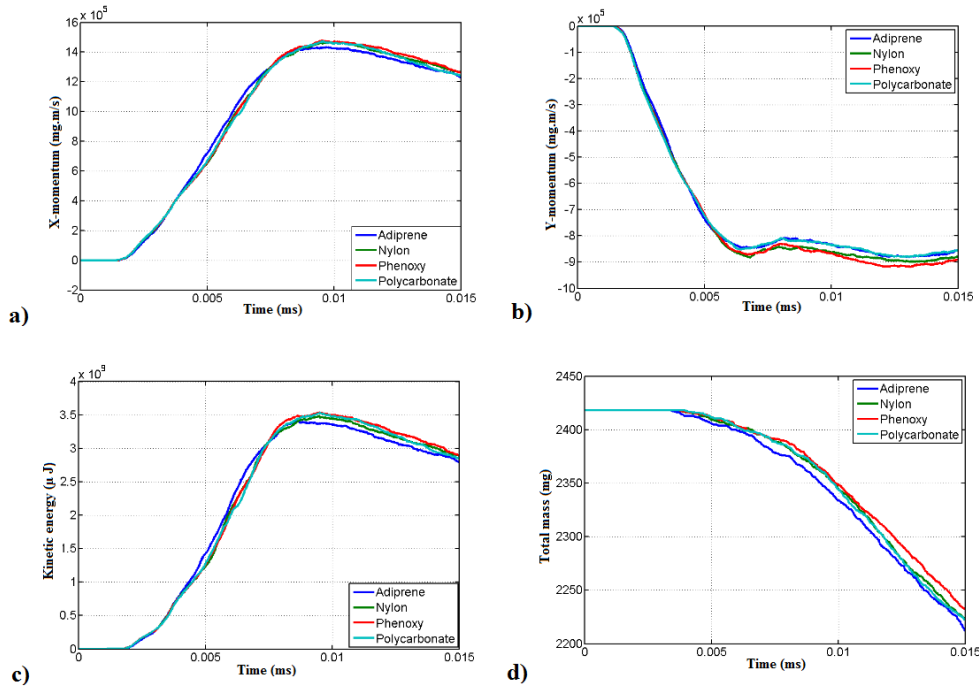 x 10^5
16
14
12
10
8
6
4
2
0
-2
X-momentum (mg.m/s)
0 0.005 0.01 0.015
Time (ms)
Adiprene
Nylon
Phenoxy
Polycarbonate
a)
x 10^5
0
-1
-2
-3
-4
-5
-6
-7
-8
-9
-10
Y-momentum (mg.m/s)
0 0.005 0.01 0.015
Time (ms)
Adiprene
Nylon
Phenoxy
Polycarbonate
b)
x 10^9
4
3.5
3
2.5
2
1.5
1
0.5
0
Kinetic energy (µ J)
0 0.005 0.01 0.015
Time (ms)
Adiprene
Nylon
Phenoxy
Polycarbonate
c)
2450
2400
2350
2300
2250
2200
Total mass (mg)
0 0.005 0.01 0.015
Time (ms)
Adiprene
Nylon
Phenoxy
Polycarbonate
d)